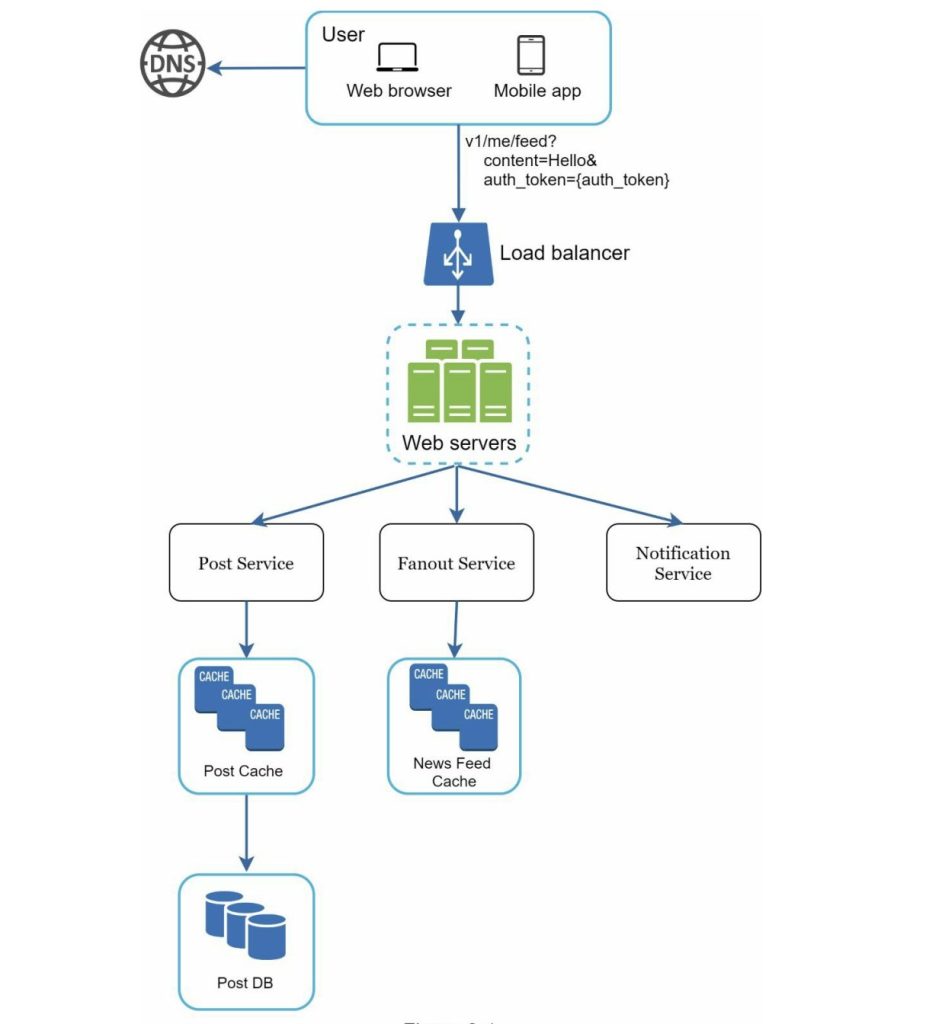 User
DNS
Web browser
Mobile app
v1/me/feed?
content=Hello&
auth_token={auth_token}
Load balancer
Web servers
Post Service
Fanout Service
Notification
Service
CACHE
CACHE
CACHE
Post Cache
CACHE
CACHE
CACHE
News Feed
Cache
Post DB